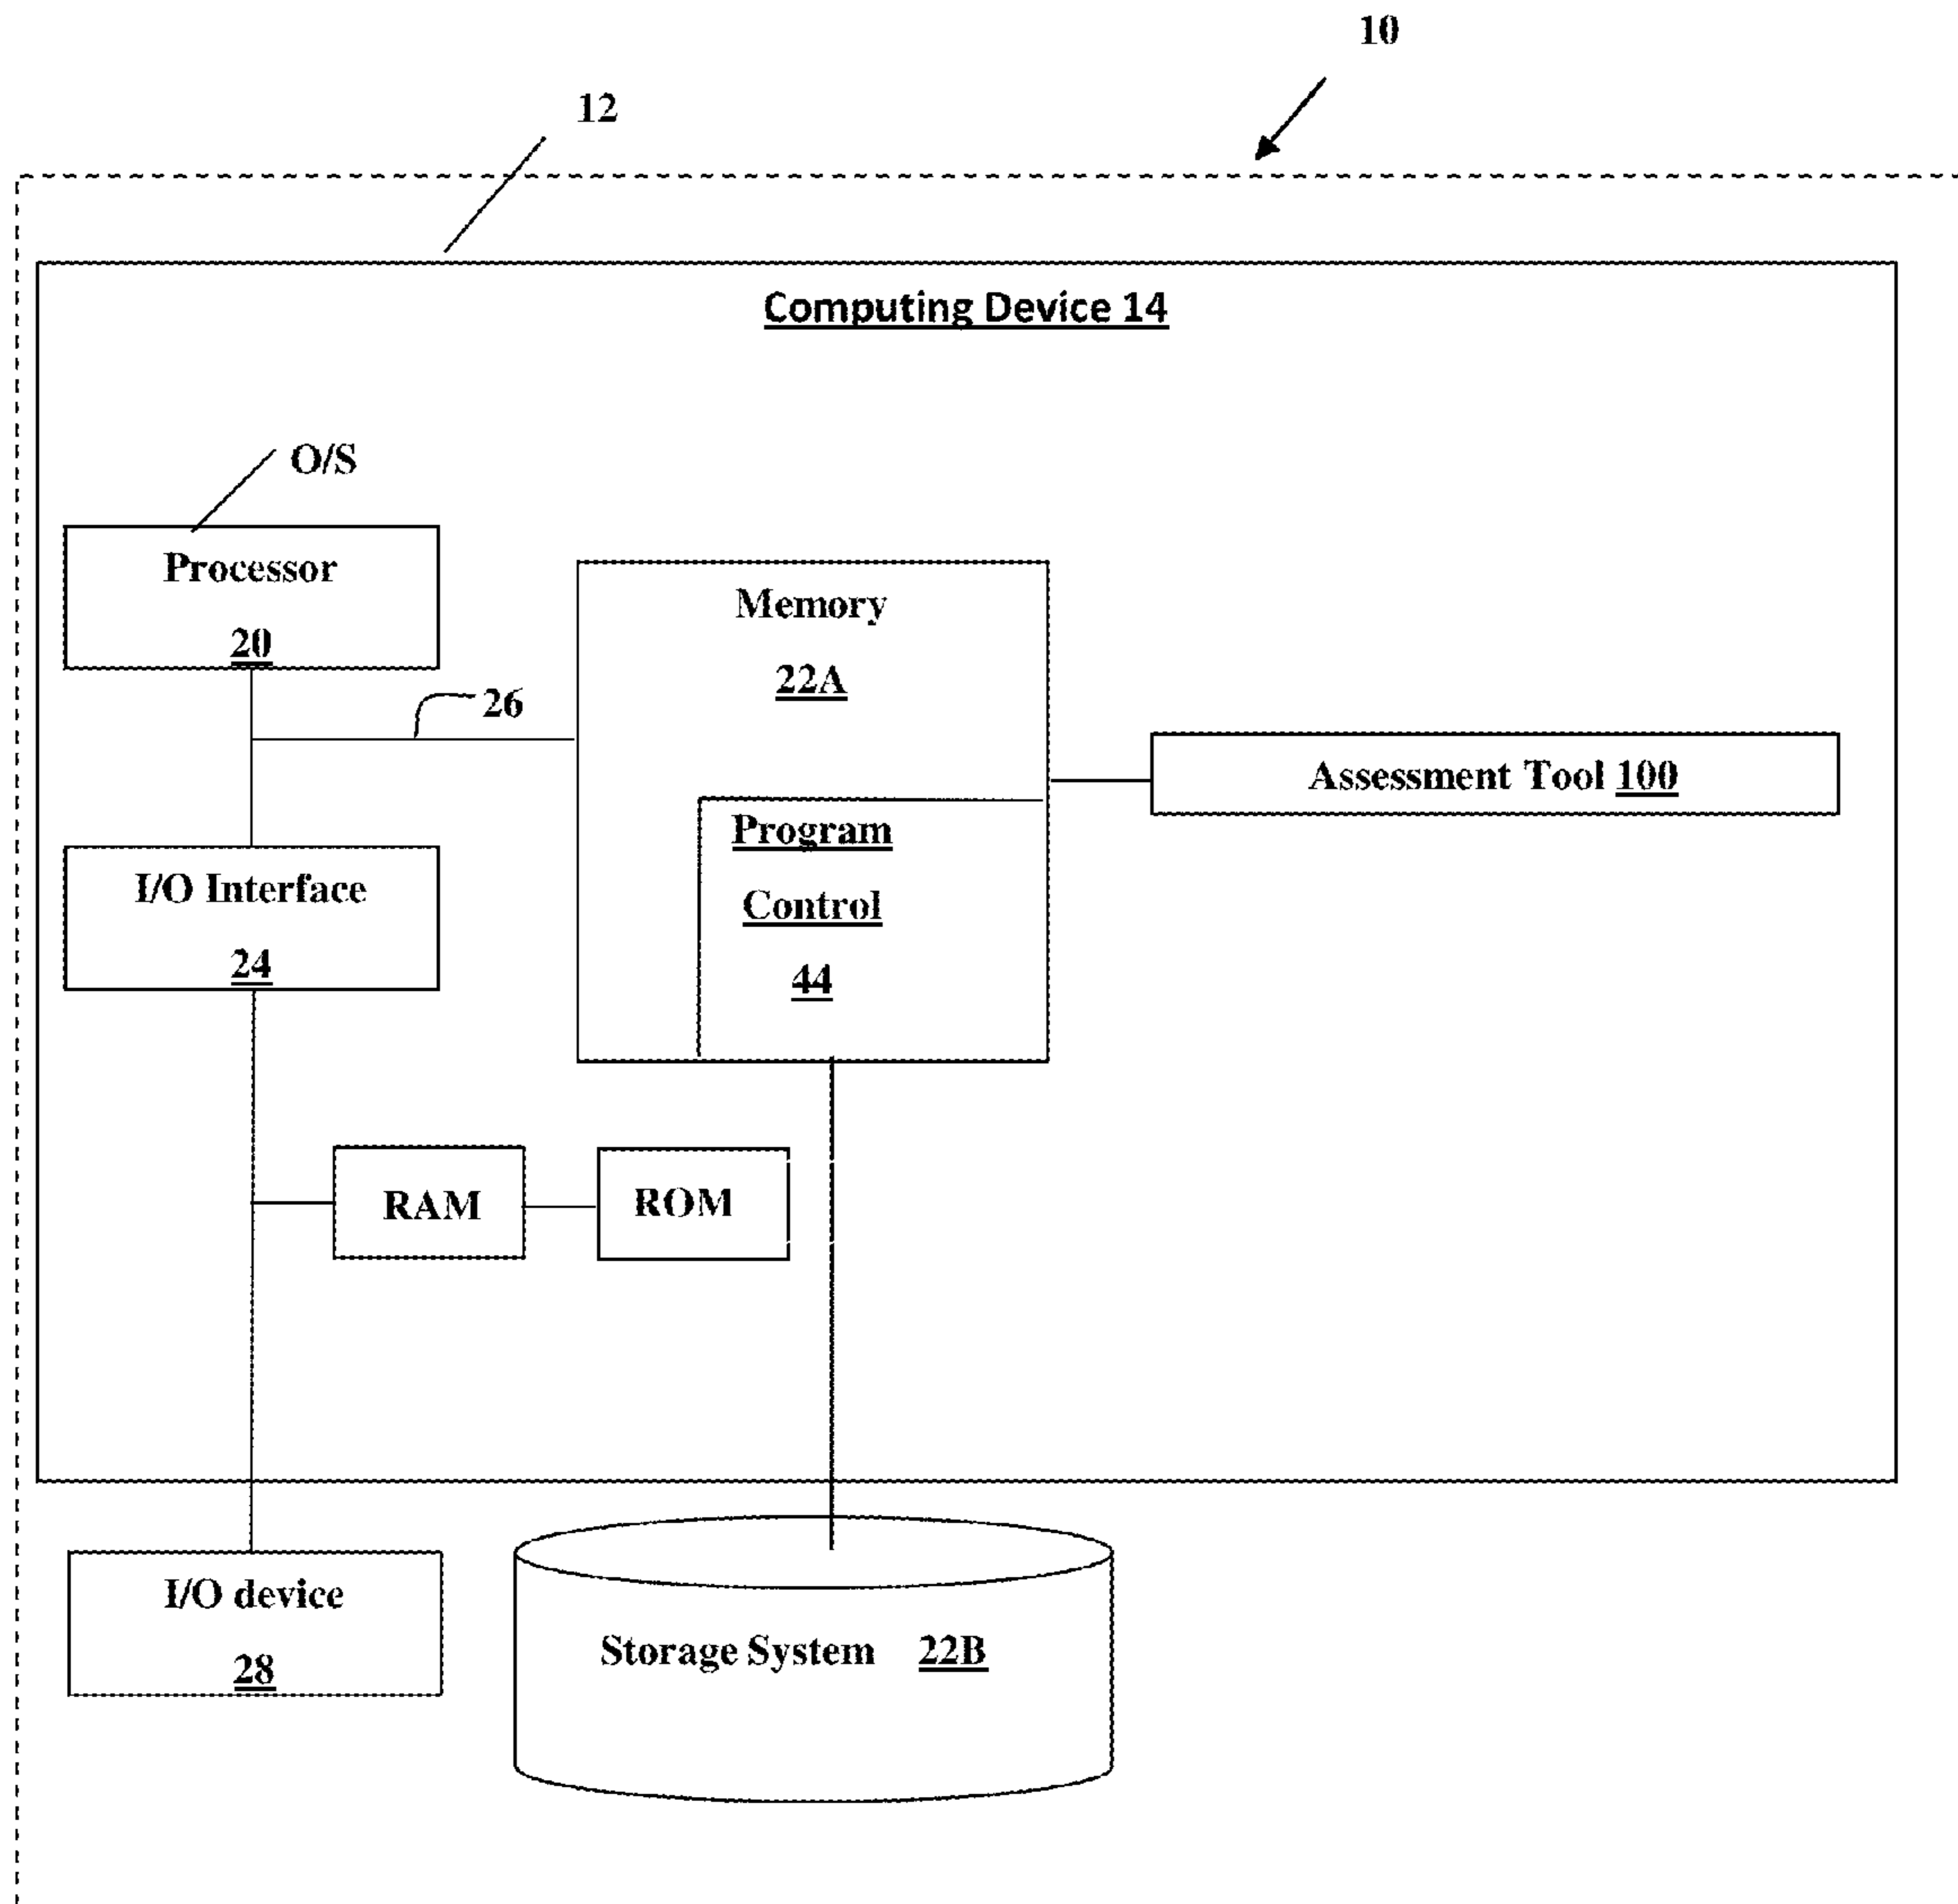 10
12
Computing Device 14
O/S
Processor
20
26
Memory
22A
Assessment Tool 100
Program
Control
44
I/O Interface
24
RAM
ROM
I/O device
28
Storage System 22B